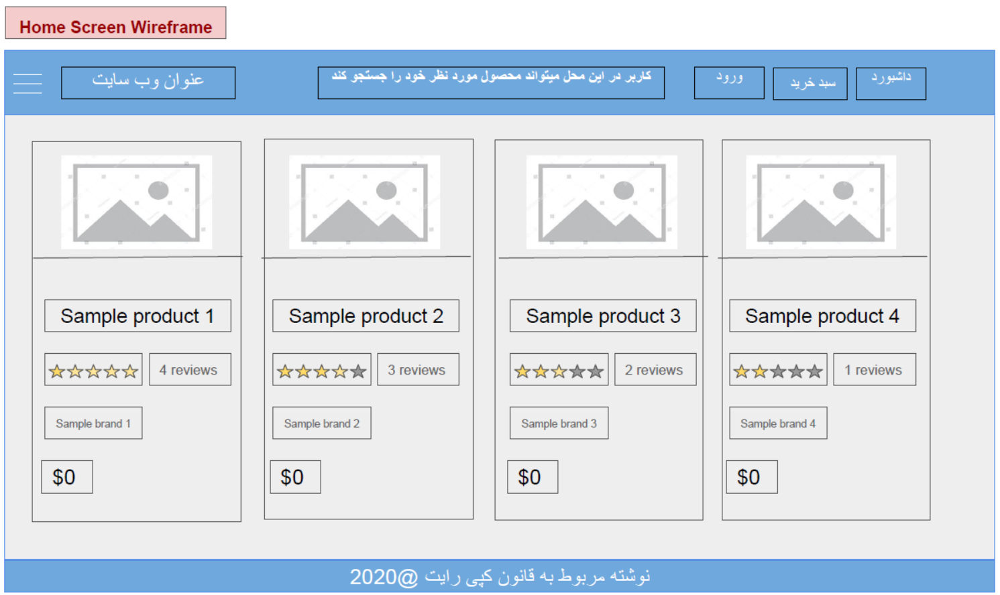 Home Screen Wireframe
عنوان وب سایت
کاربر در این محل میتواند محصول مورد نظر خود را جستجو کند
ورود
سبد خرید
داشبورد
Sample product 1
Sample product 2
Sample product 3
Sample product 4
4 reviews
3 reviews
2 reviews
1 reviews
Sample brand 1
Sample brand 2
Sample brand 3
Sample brand 4
$0
$0
$0
$0
نوشته مربوط به قانون کپی رایت @2020